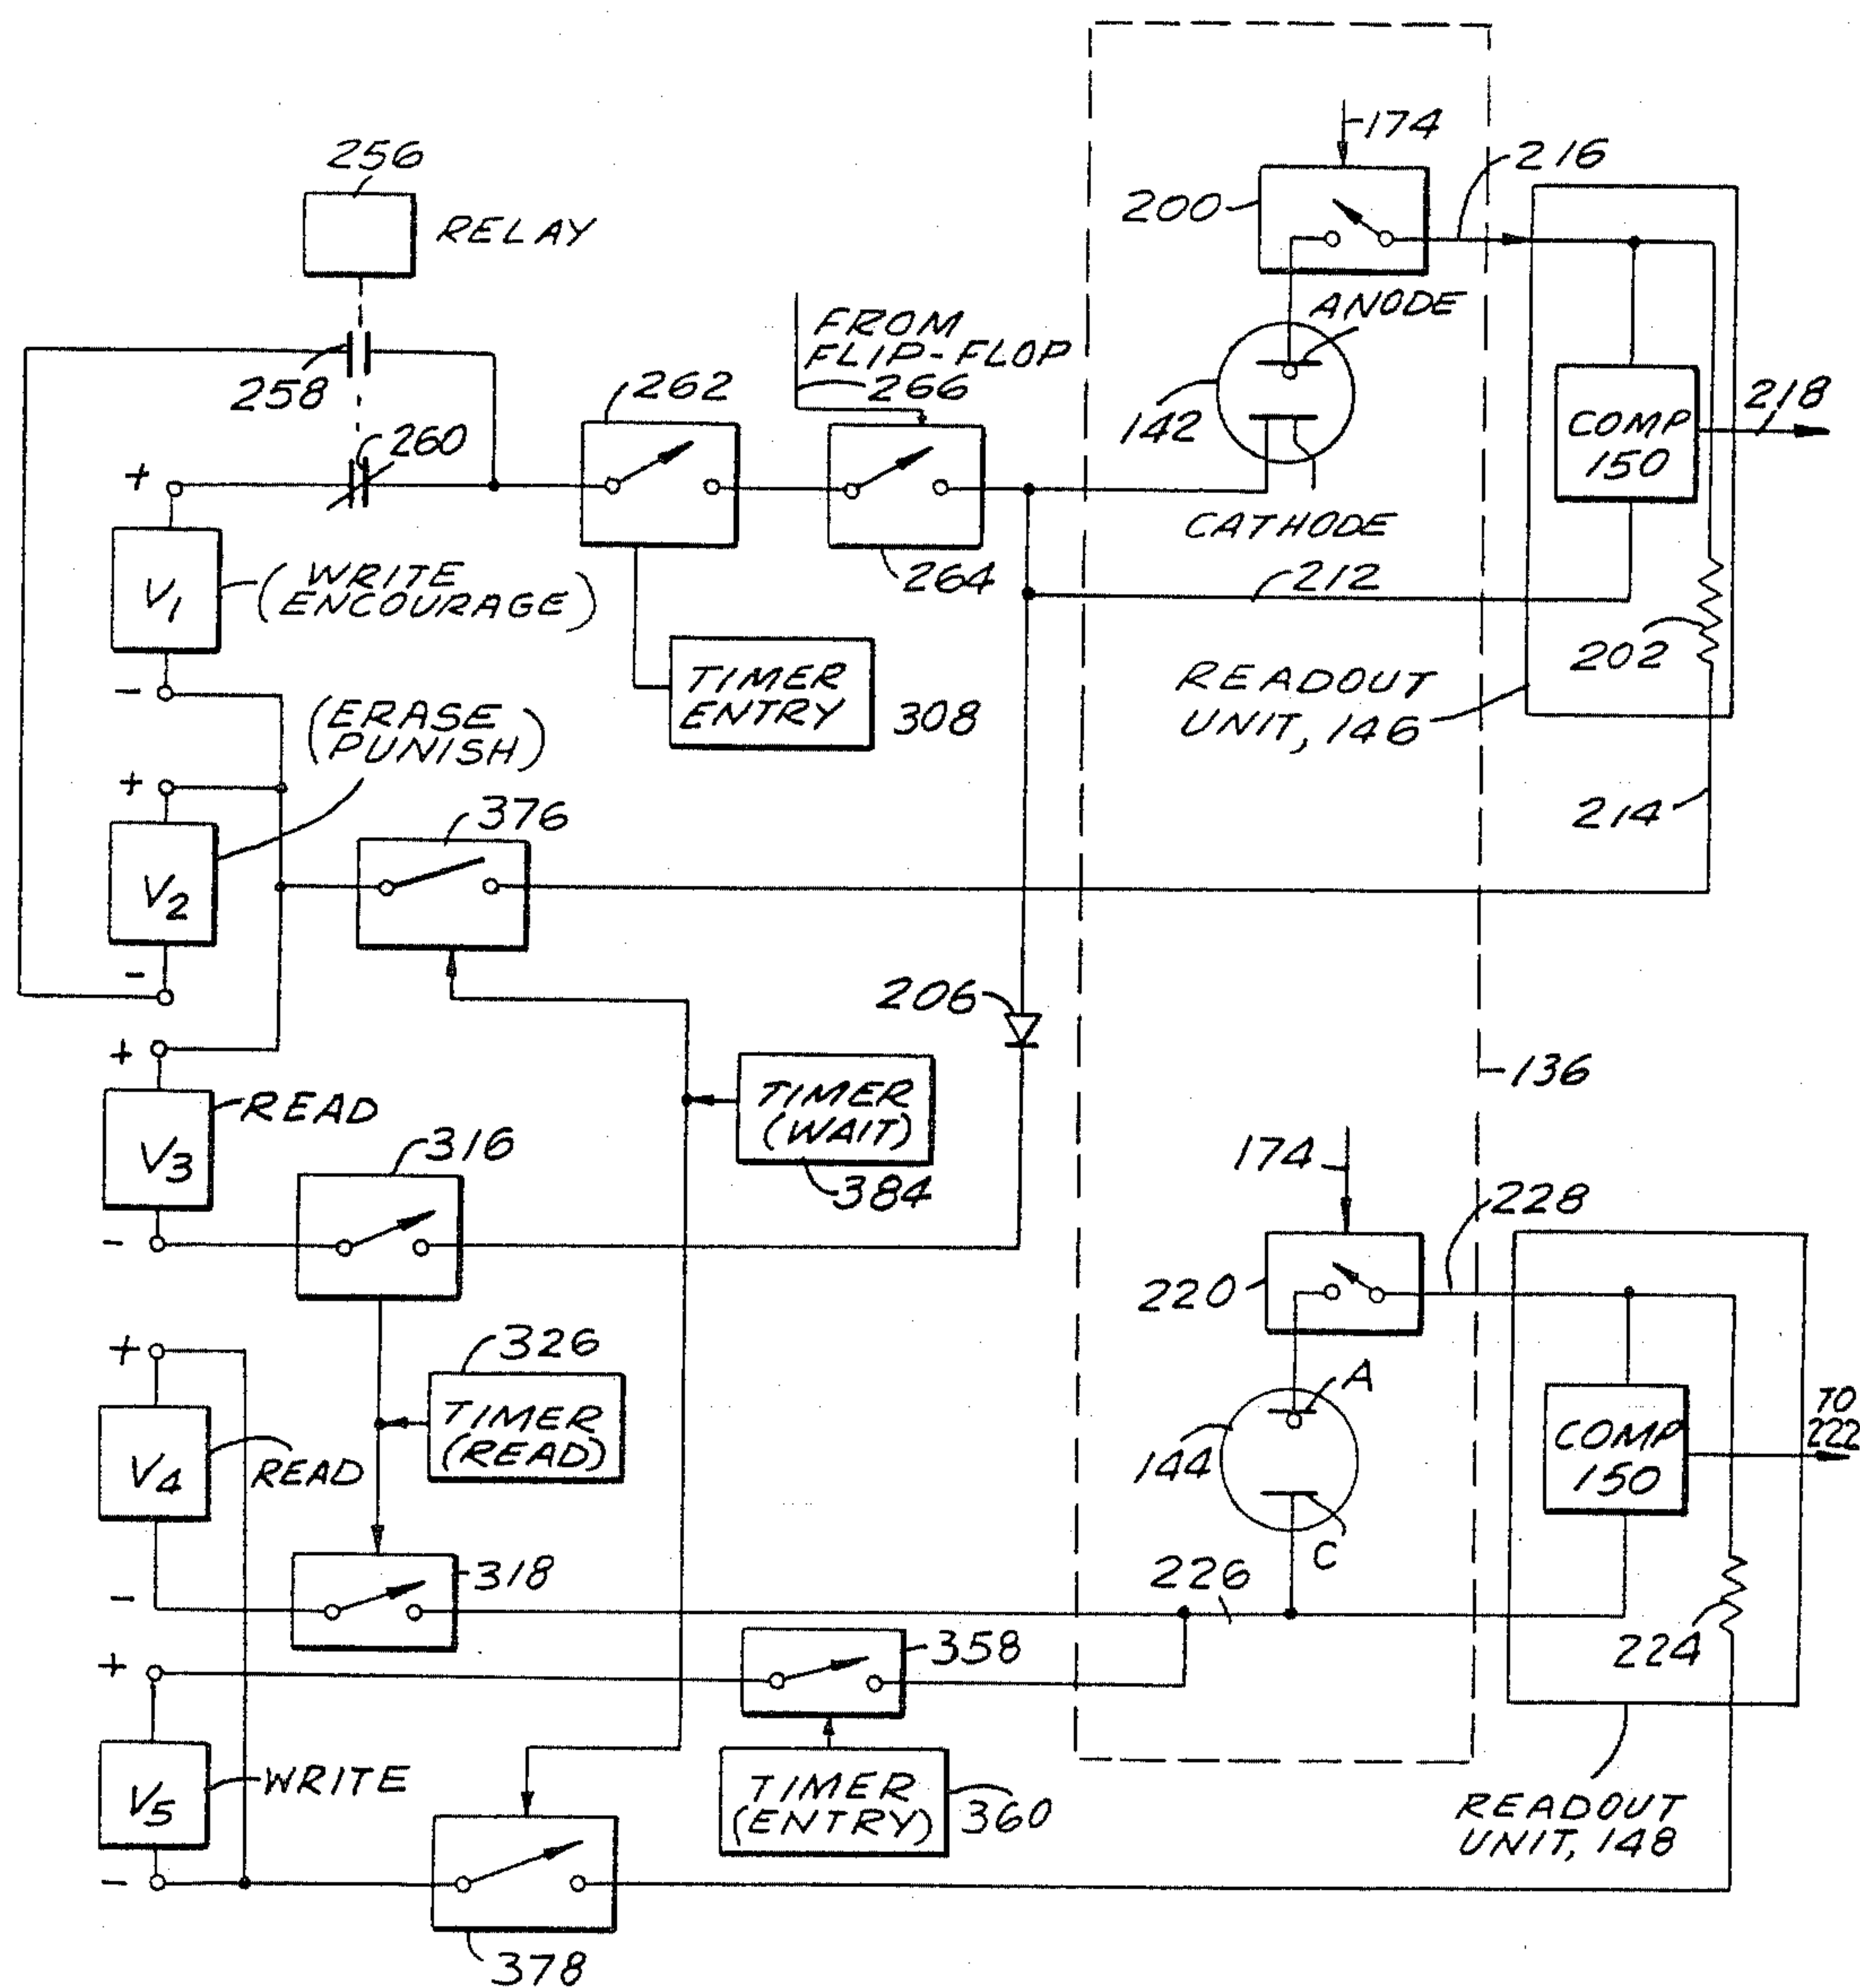 174
216
256
200
RELAY
ANODE
FROM
FLIP-FLOP
266
258
262
218
142
COMP
150
260
+
CATHODE
264
212
V1
(WRITE
ENCOURAGE)
202
TIMER
ENTRY
308
READOUT
UNIT, 146
-
(ERASE
PUNISH)
+
376
214
V2
-
206
+
136
TIMER
(WAIT)
READ
V3
316
174
384
228
-
220
326
+
A
TIMER
(READ)
TO
222
144
COMP
150
V4
READ
C
318
226
-
358
224
+
WRITE
V5
TIMER
(ENTRY)
360
READOUT
UNIT, 148
-
378